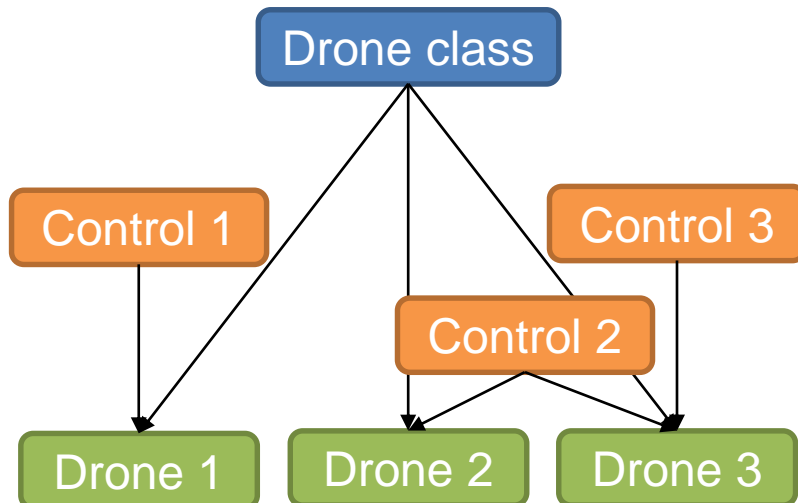 Drone class
Control 1
Control 3
Control 2
Drone 1
Drone 2
Drone 3